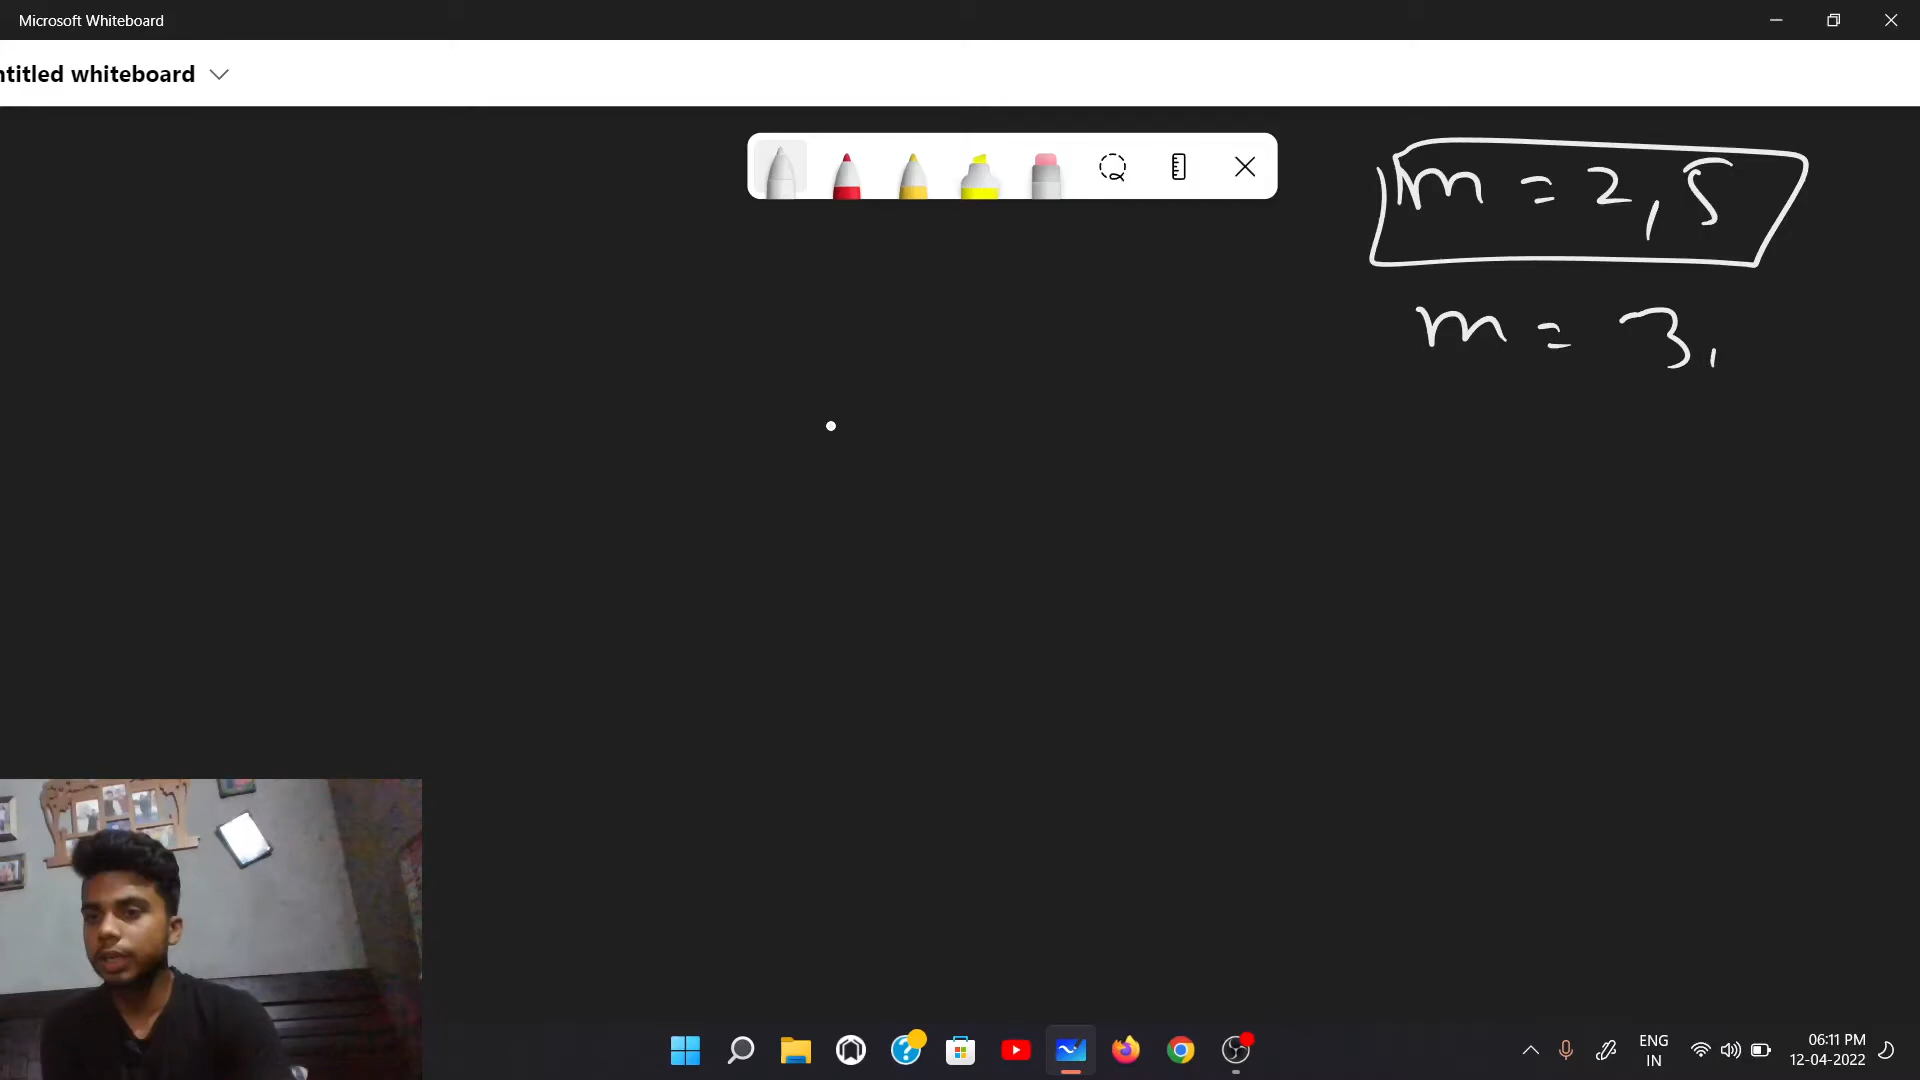 Microsoft Whiteboard
ntitled whiteboard
m = 2, 5
m = 3,
ENG
IN
06:11 PM
12-04-2022